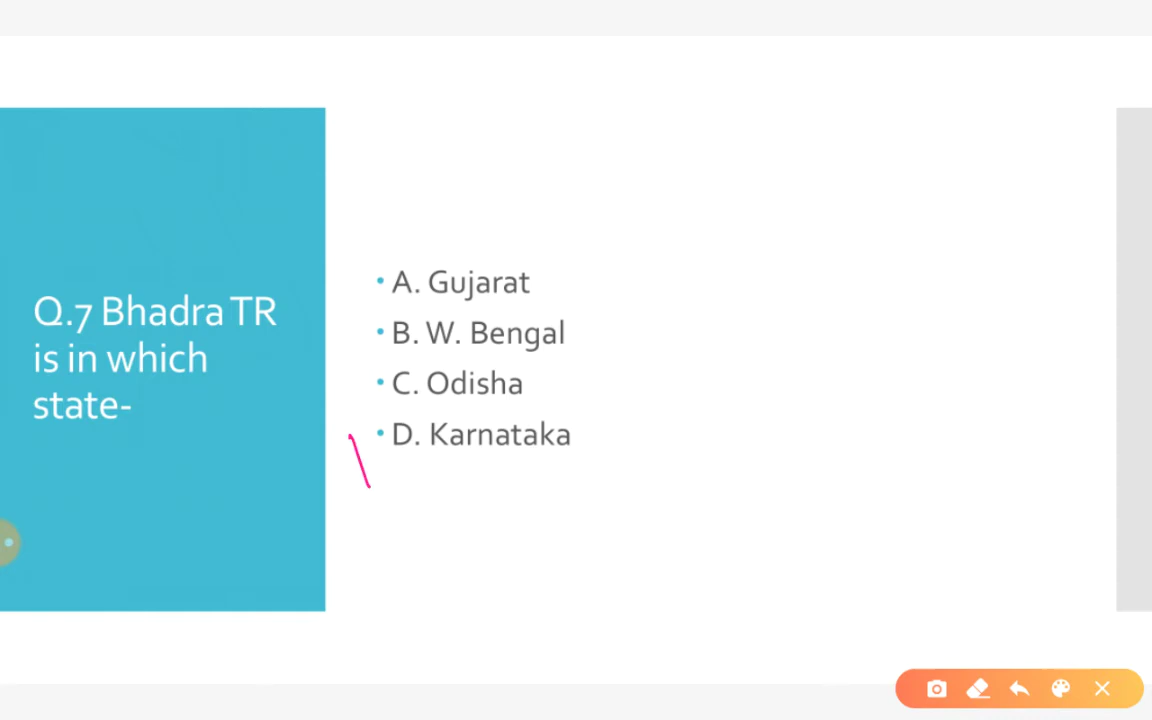 Q.7 Bhadra TR
is in which
state-
• A. Gujarat
• B. W. Bengal
• C. Odisha
• D. Karnataka